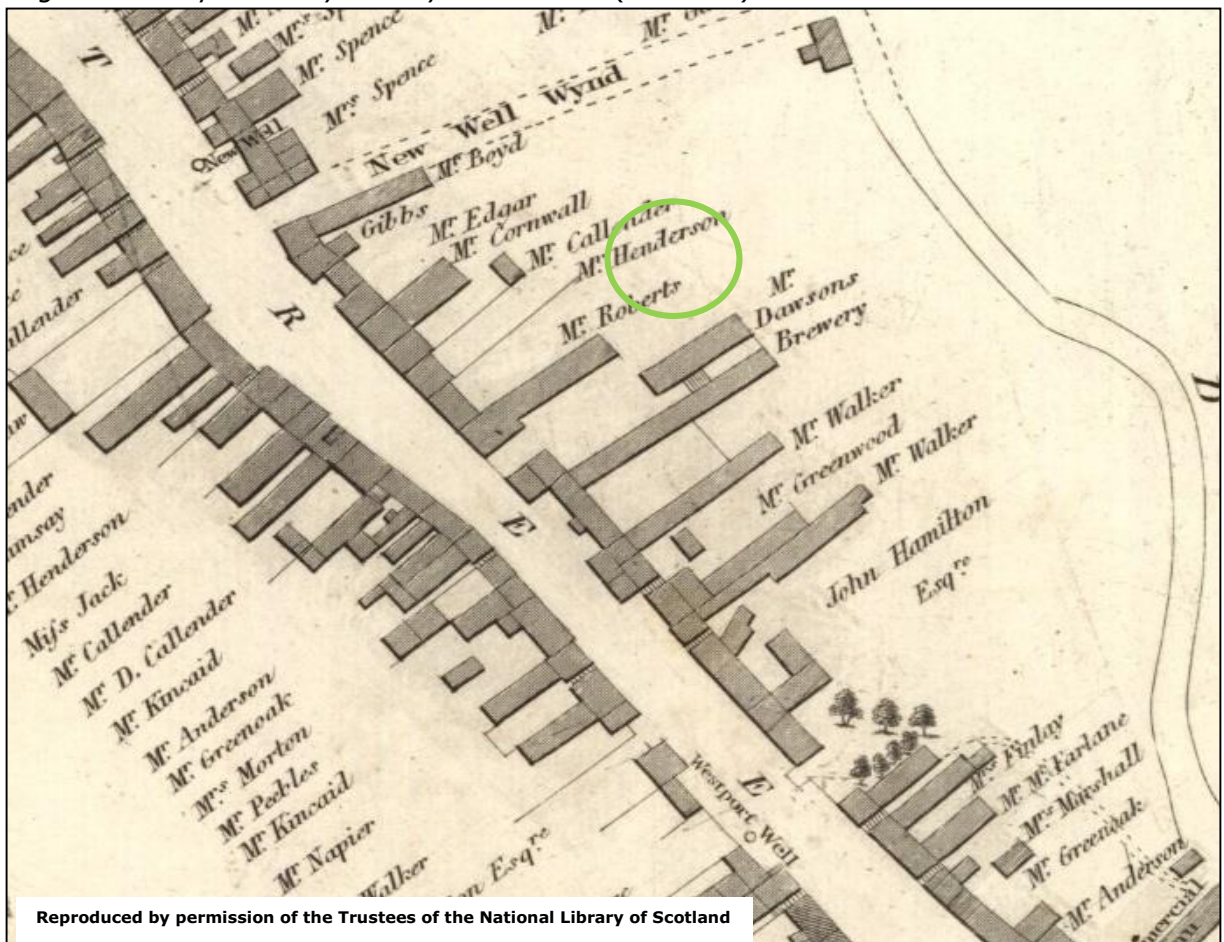 Mr. Spence
Mrs. Spence
New Well
New Well Wynd
Mr. Boyd
Gibbs
Mr. Edgar
Mr. Cornwall
Mr. Callender
Mr. Henderson
Mr. Roberts
Mr.
Dawsons
Brewery
Mr. Walker
Mr. Greenwood
Mr. Walker
John Hamilton
Esqre
T
R
E
E
D
Henderson
Miss Jack
Mr. Callender
Mr. D. Callender
Mr. Kincaid
Mr. Anderson
Mr. Greenoak
Mrs. Morton
Mr. Peebles
Mr. Kincaid
Mr. Napier
Walker
Esqre
Westport Well
Mrs. Finlay
Mr. McFarlane
Mr. Marshall
Mr. Greenoak
Mr. Anderson
Reproduced by permission of the Trustees of the National Library of Scotland